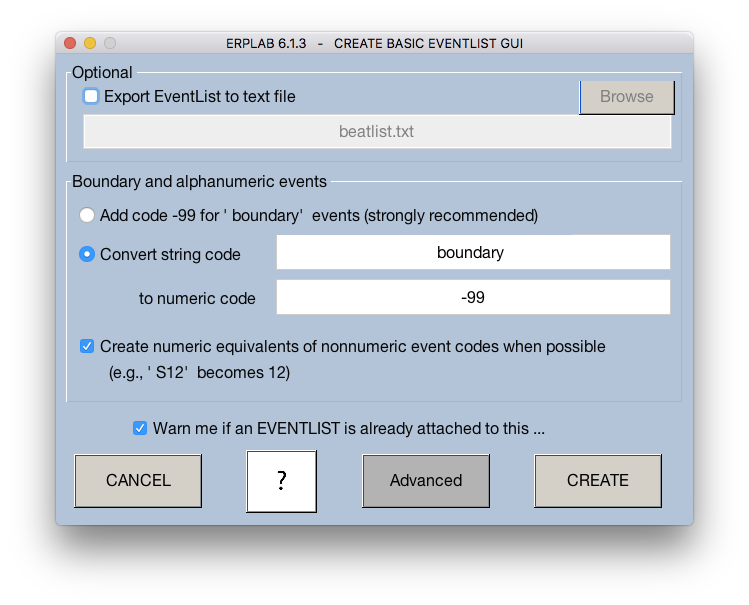 ERPLAB 6.1.3 - CREATE BASIC EVENTLIST GUI
Optional
Export EventList to text file
Browse
beatlist.txt
Boundary and alphanumeric events
Add code -99 for ' boundary' events (strongly recommended)
Convert string code
boundary
to numeric code
-99
Create numeric equivalents of nonnumeric event codes when possible
(e.g., ' S12' becomes 12)
Warn me if an EVENTLIST is already attached to this ...
CANCEL
?
Advanced
CREATE